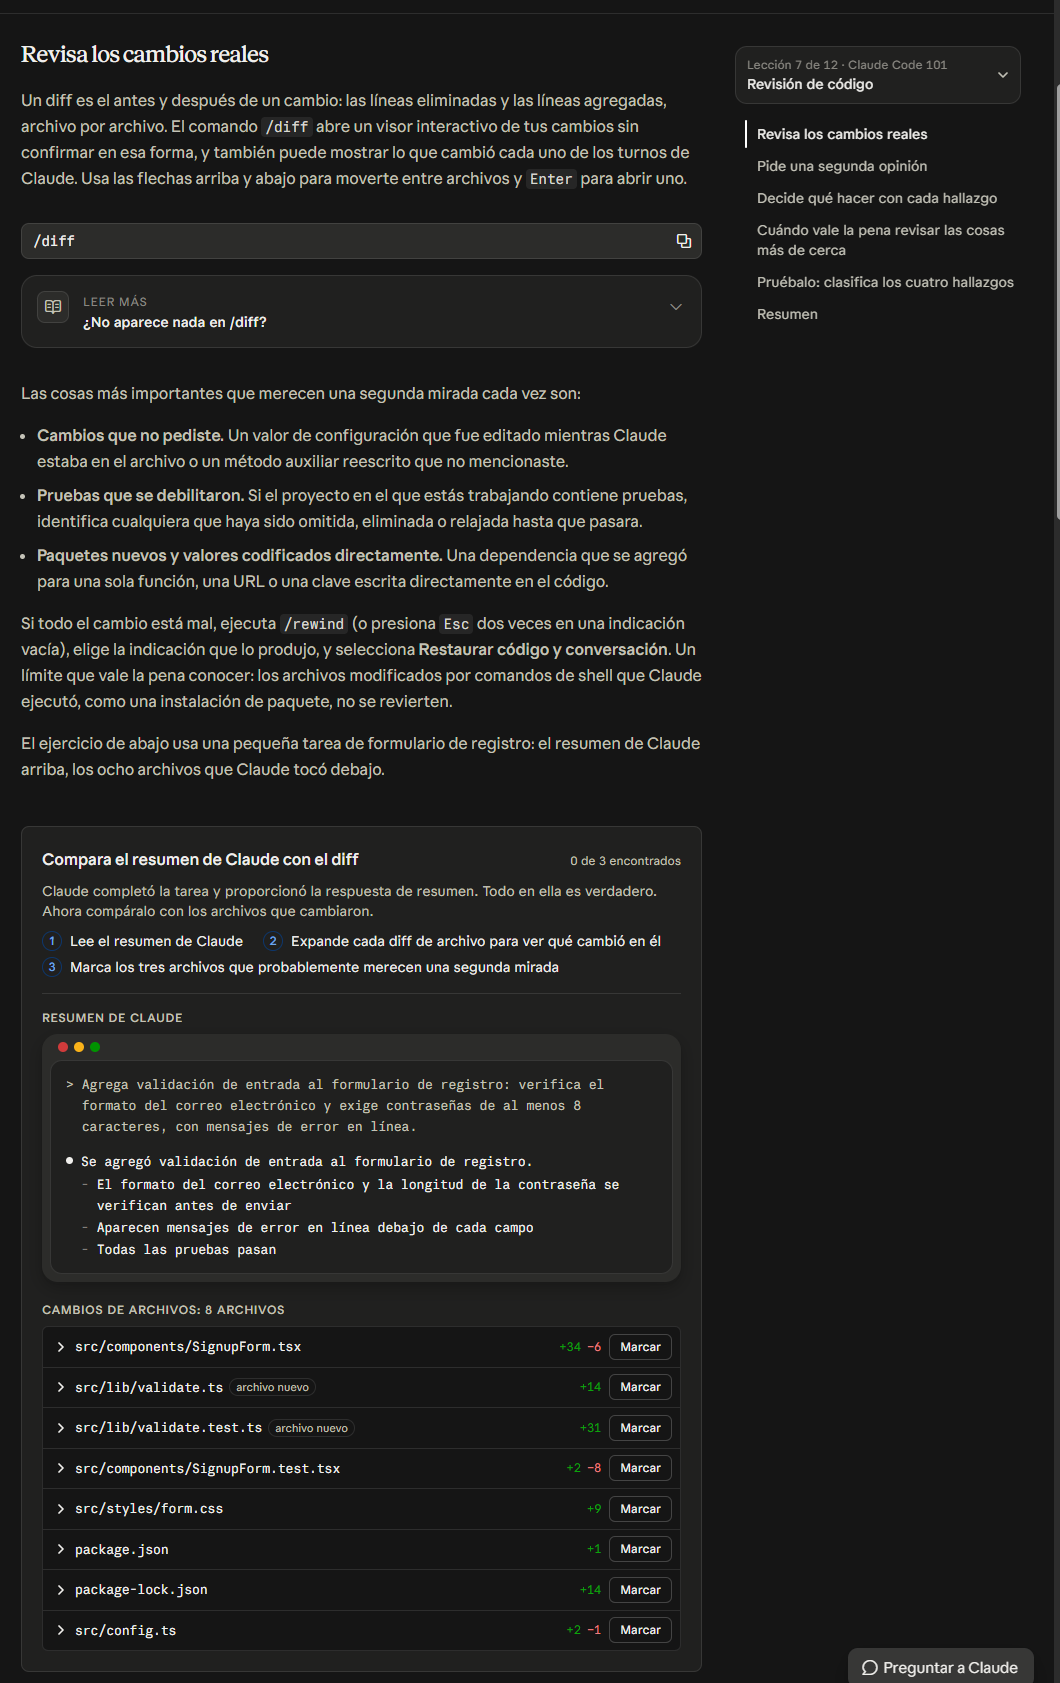 Revisa los cambios reales
Un diff es el antes y después de un cambio: las líneas eliminadas y las líneas agregadas,
archivo por archivo. El comando /diff abre un visor interactivo de tus cambios sin
confirmar en esa forma, y también puede mostrar lo que cambió cada uno de los turnos de
Claude. Usa las flechas arriba y abajo para moverte entre archivos y Enter para abrir uno.
/diff
LEER MÁS
¿No aparece nada en /diff?
Las cosas más importantes que merecen una segunda mirada cada vez son:
• Cambios que no pediste. Un valor de configuración que fue editado mientras Claude
estaba en el archivo o un método auxiliar reescrito que no mencionaste.
• Pruebas que se debilitaron. Si el proyecto en el que estás trabajando contiene pruebas,
identifica cualquiera que haya sido omitida, eliminada o relajada hasta que pasara.
• Paquetes nuevos y valores codificados directamente. Una dependencia que se agregó
para una sola función, una URL o una clave escrita directamente en el código.
Si todo el cambio está mal, ejecuta /rewind (o presiona Esc dos veces en una indicación
vacía), elige la indicación que lo produjo, y selecciona Restaurar código y conversación. Un
límite que vale la pena conocer: los archivos modificados por comandos de shell que Claude
ejecutó, como una instalación de paquete, no se revierten.
El ejercicio de abajo usa una pequeña tarea de formulario de registro: el resumen de Claude
arriba, los ocho archivos que Claude tocó debajo.
Compara el resumen de Claude con el diff
0 de 3 encontrados
Claude completó la tarea y proporcionó la respuesta de resumen. Todo en ella es verdadero.
Ahora compáralo con los archivos que cambiaron.
1 Lee el resumen de Claude 2 Expande cada diff de archivo para ver qué cambió en él
3 Marca los tres archivos que probablemente merecen una segunda mirada
RESUMEN DE CLAUDE
> Agrega validación de entrada al formulario de registro: verifica el
formato del correo electrónico y exige contraseñas de al menos 8
caracteres, con mensajes de error en línea.
● Se agregó validación de entrada al formulario de registro.
- El formato del correo electrónico y la longitud de la contraseña se
verifican antes de enviar
- Aparecen mensajes de error en línea debajo de cada campo
- Todas las pruebas pasan
CAMBIOS DE ARCHIVOS: 8 ARCHIVOS
src/components/SignupForm.tsx +34 −6 Marcar
src/lib/validate.ts archivo nuevo +14 Marcar
src/lib/validate.test.ts archivo nuevo +31 Marcar
src/components/SignupForm.test.tsx +2 −8 Marcar
src/styles/form.css +9 Marcar
package.json +1 Marcar
package-lock.json +14 Marcar
src/config.ts +2 −1 Marcar
Lección 7 de 12 · Claude Code 101
Revisión de código
Revisa los cambios reales
Pide una segunda opinión
Decide qué hacer con cada hallazgo
Cuándo vale la pena revisar las cosas
más de cerca
Pruébalo: clasifica los cuatro hallazgos
Resumen
Preguntar a Claude